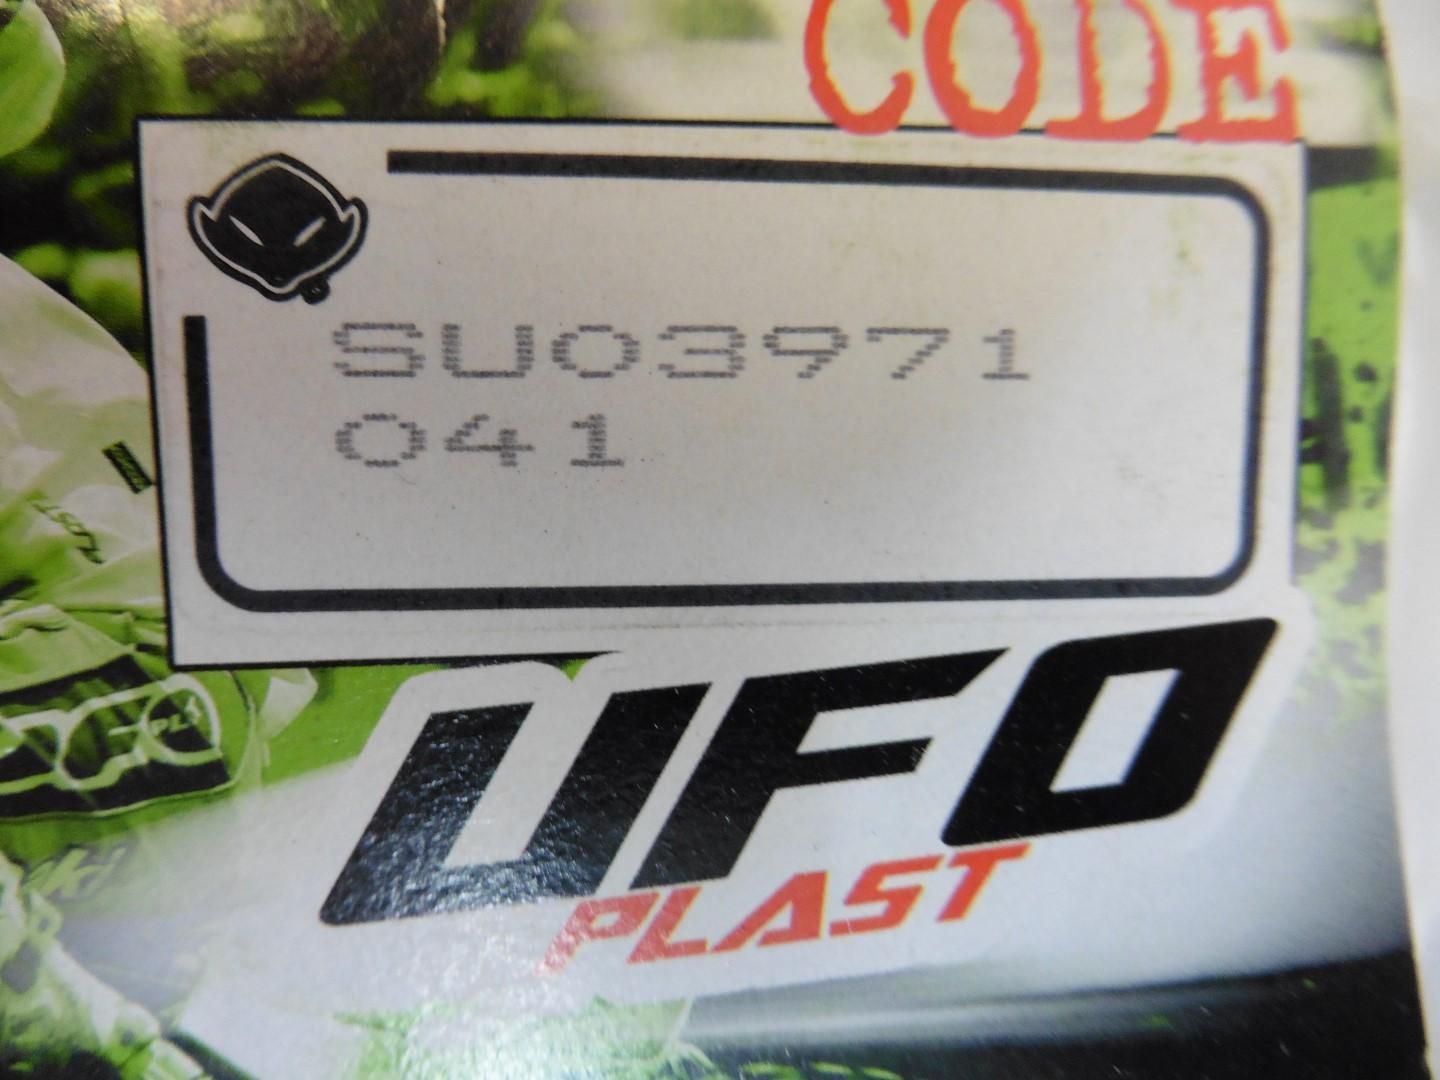 CODE
SU03971
041
UFO
PLAST